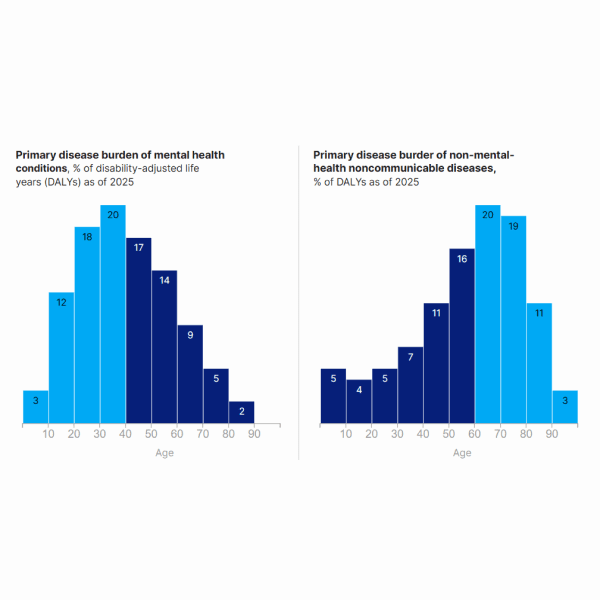 Primary disease burden of mental health
conditions, % of disability-adjusted life
years (DALYs) as of 2025
20
18
17
14
12
9
5
3
2
10 20 30 40 50 60 70 80 90
Age
Primary disease burder of non-mental-
health noncommunicable diseases,
% of DALYs as of 2025
20
19
16
11
11
7
5
5
4
3
10 20 30 40 50 60 70 80 90
Age